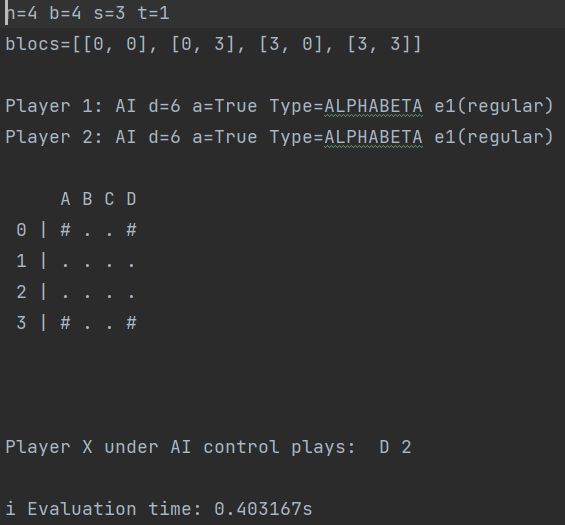 n=4 b=4 s=3 t=1
blocs=[[0, 0], [0, 3], [3, 0], [3, 3]]
Player 1: AI d=6 a=True Type=ALPHABETA e1(regular)
Player 2: AI d=6 a=True Type=ALPHABETA e1(regular)
A B C D
0 | # . . #
1 | . . . .
2 | . . . .
3 | # . . #
Player X under AI control plays:  D 2
i Evaluation time: 0.403167s